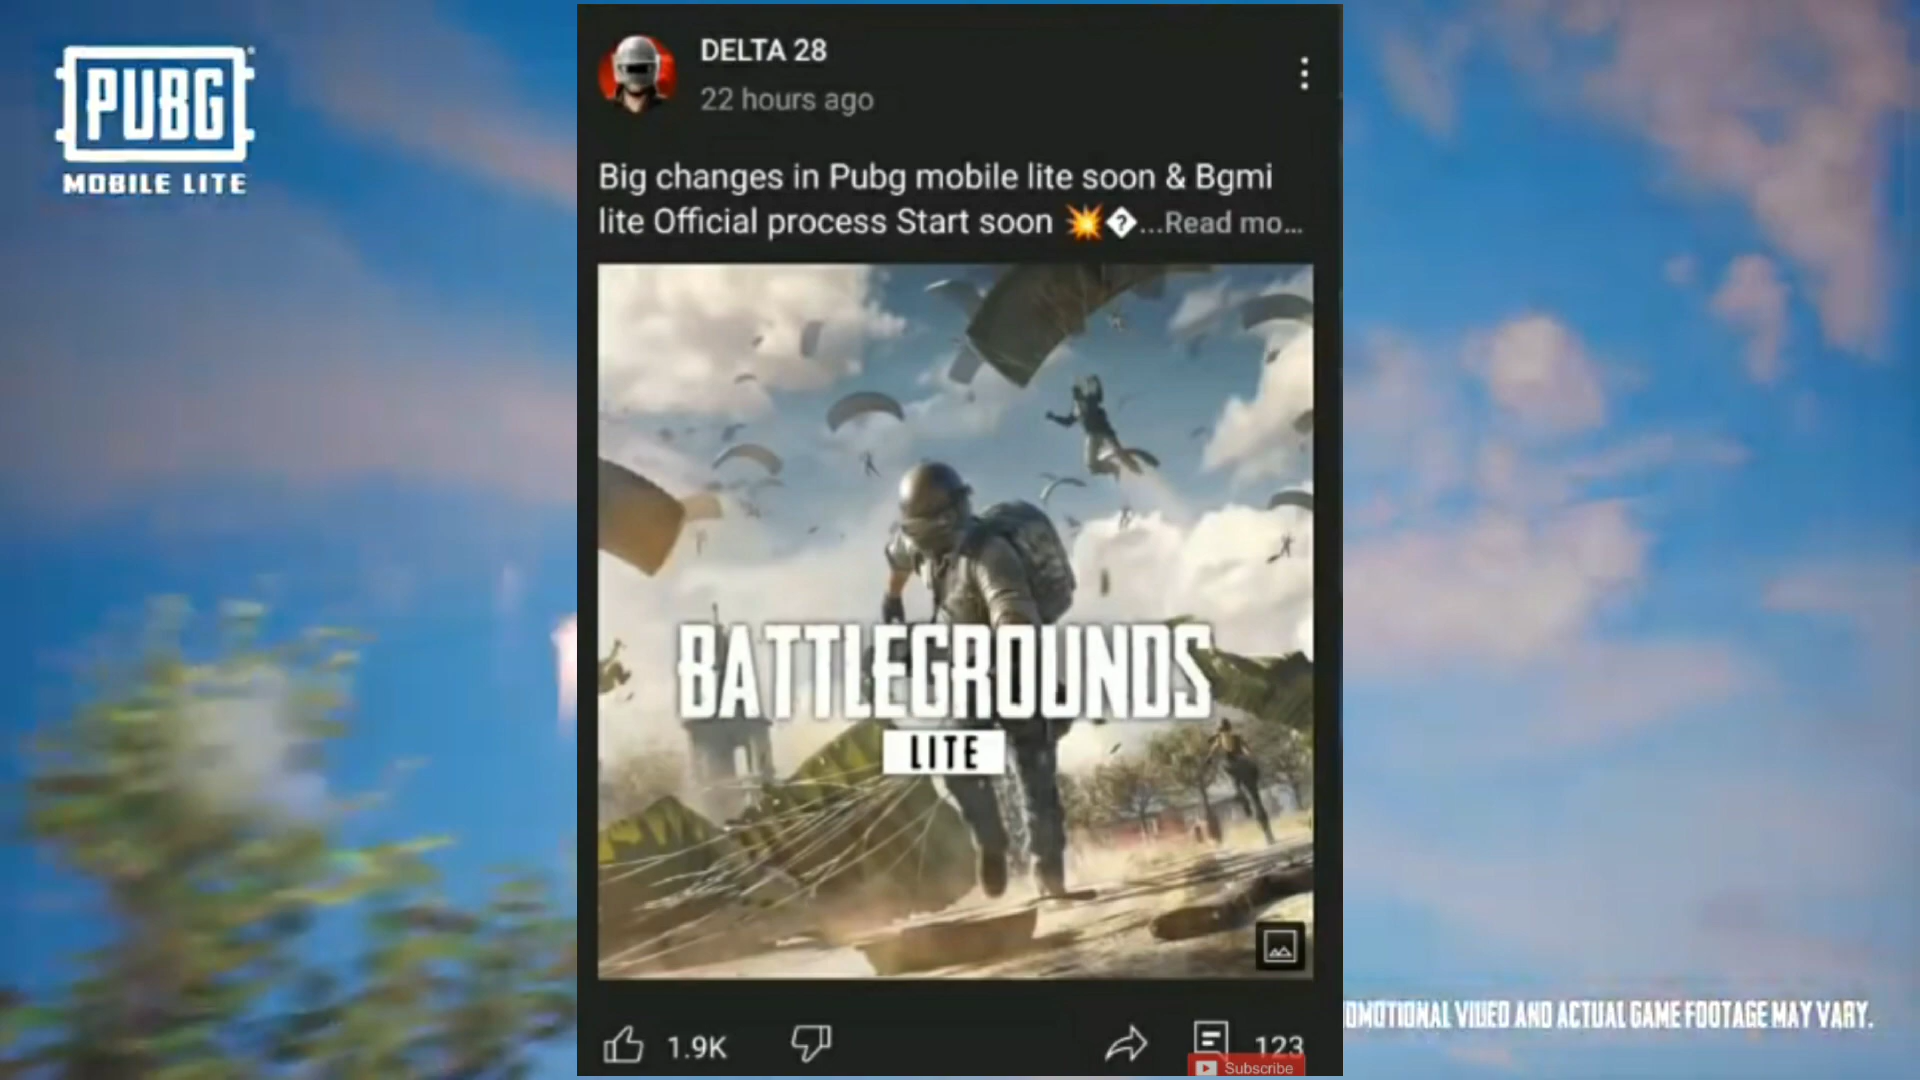 PUBG
MOBILE LITE
DELTA 28
22 hours ago
Big changes in Pubg mobile lite soon & Bgmi
lite Official process Start soon 💥�...Read mo...
BATTLEGROUNDS
LITE
1.9K
123
Subscribe
OMOTIONAL VIDEO AND ACTUAL GAME FOOTAGE MAY VARY.